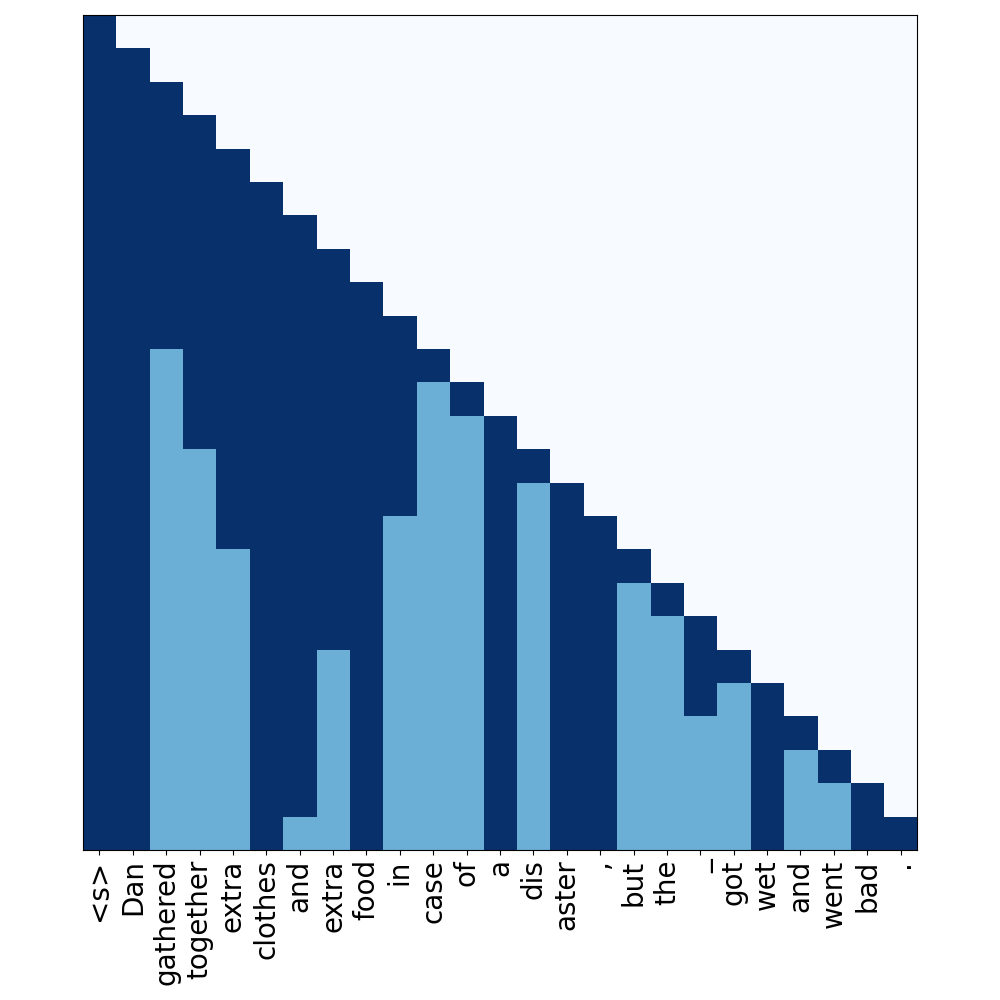 <s> Dan gathered together extra clothes and extra food in case of a dis aster , but the _ got wet and went bad .